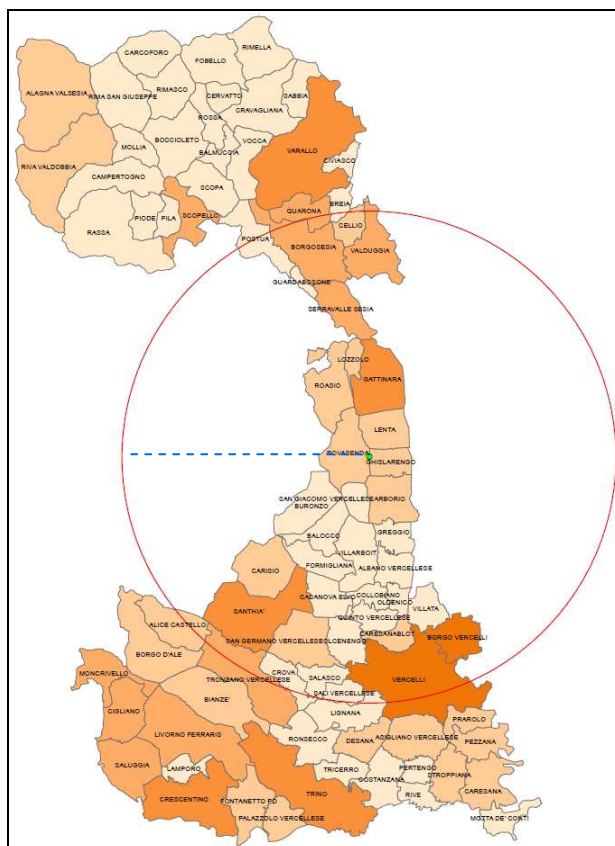 CARCOFORO
RIMELLA
FOBELLO
ALAGNA VALSESIA
RIMA SAN GIUSEPPE
RIMASCO
CERVATTO
SABBIA
CRAVAGLIANA
ROSSA
BOCCIOLETO
VOCCA
MOLLIA
BALMUCCIA
VARALLO
CIVIASCO
RIVA VALDOBBIA
CAMPERTOGNO
SCOPA
BREIA
RASSA
PIODE
PILA
SCOPELLO
QUARONA
CELLIO
POSTUA
BORGOSESIA
VALDUGGIA
GUARDABOSONE
SERRAVALLE SESIA
LOZZOLO
ROASIO
GATTINARA
LENTA
ROVASENDA
GHISLARENGO
SAN GIACOMO VERCELLESE
ARBORIO
BURONZO
BALOCCO
GREGGIO
VILLARBOIT
FORMIGLIANA
ALBANO VERCELLESE
CARISIO
CASANOVA ELVO
COLLOBIANO
OLDENICO
SANTHIA'
VILLATA
QUINTO VERCELLESE
ALICE CASTELLO
SAN GERMANO VERCELLESE
OLCENENGO
CARESANABLOT
BORGO VERCELLI
BORGO D'ALE
MONCRIVELLO
TRONZANO VERCELLESE
CROVA
SALASCO
VERCELLI
BIANZE'
SALI VERCELLESE
CIGLIANO
LIGNANA
PRAROLO
LIVORNO FERRARIS
RONSECCO
DESANA
ASIGLIANO VERCELLESE
PEZZANA
SALUGGIA
LAMPORO
TRICERRO
COSTANZANA
PERTENGO
STROPPIANA
CRESCENTINO
FONTANETTO PO
TRINO
RIVE
CARESANA
PALAZZOLO VERCELLESE
MOTTA DE' CONTI